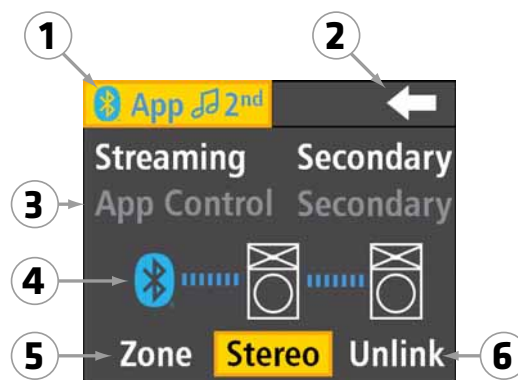 1
2
App 2nd
Streaming Secondary
3
App Control Secondary
4
5
Zone Stereo Unlink
6